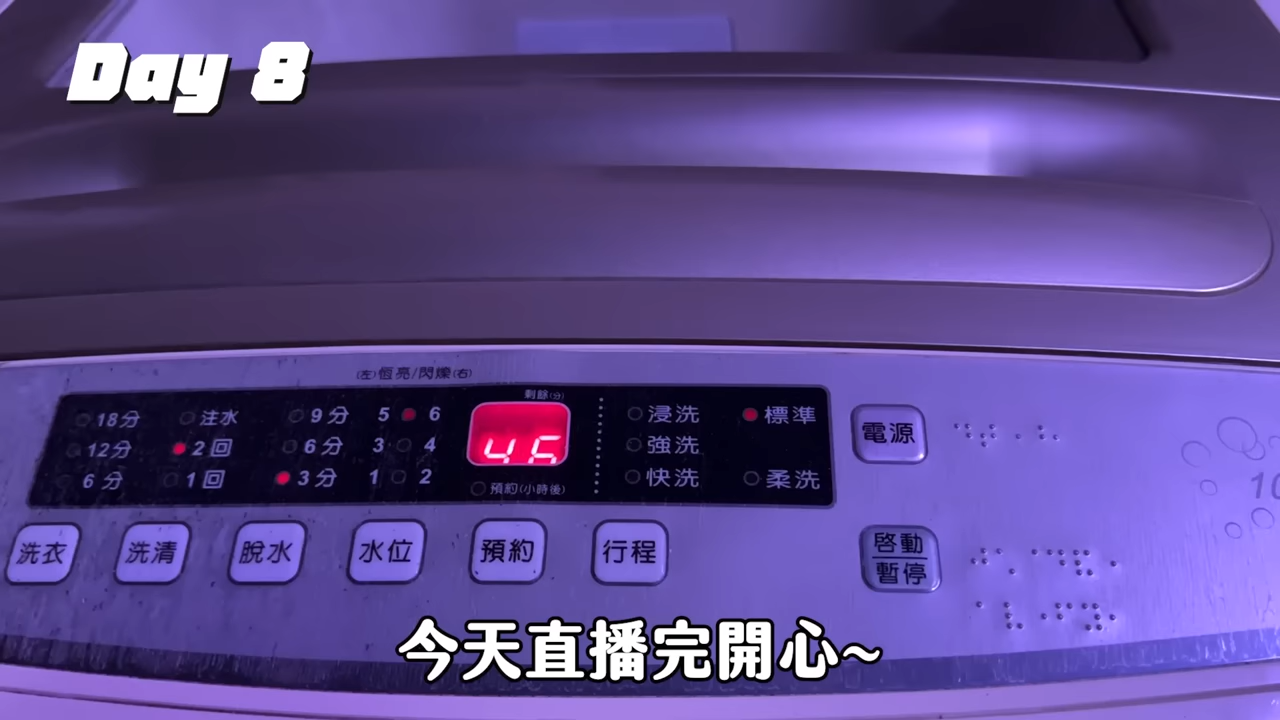 Day 8
(左)恆亮/閃爍(右)
剩餘(分)
18分 注水 9分 5 6 浸洗 標準
12分 2回 6分 3 4 46 強洗
6分 1回 3分 1 2 預約(小時後) 快洗 柔洗
電源
洗衣 洗清 脫水 水位 預約 行程
啓動
暫停
今天直播完開心~